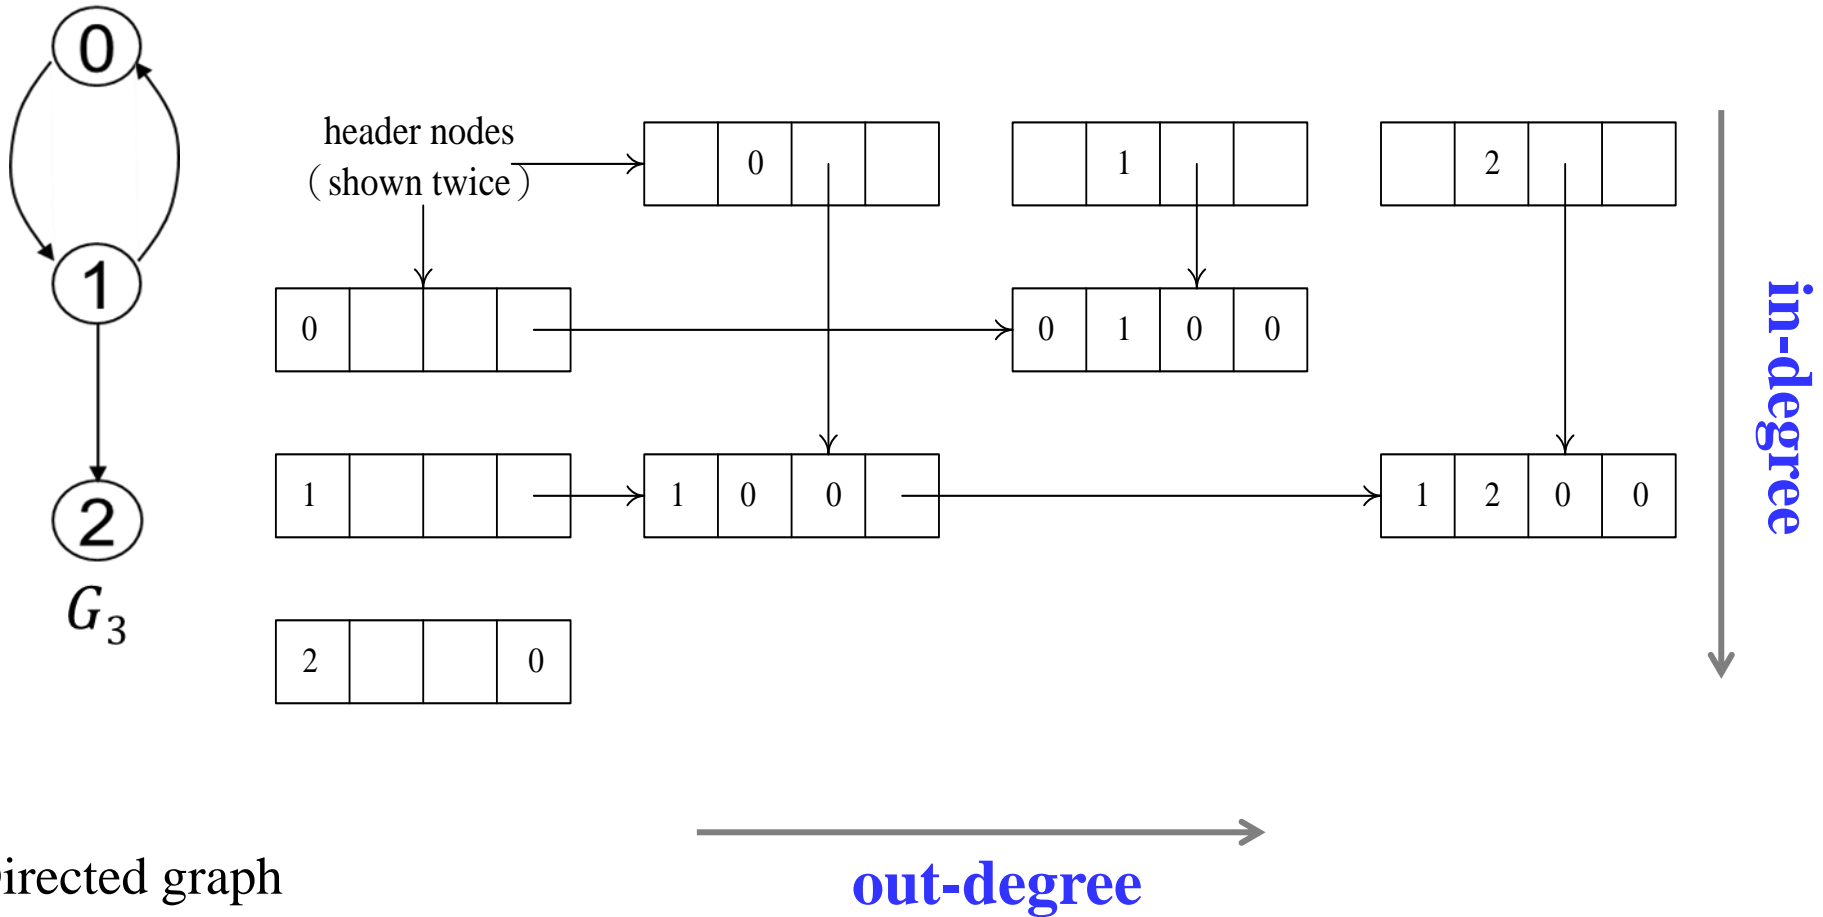 0
header nodes
(shown twice)
0
1
2
1
0
0 1 0 0
in-degree
1
1 0 0
1 2 0 0
2
G3
2 0
irected graph
out-degree